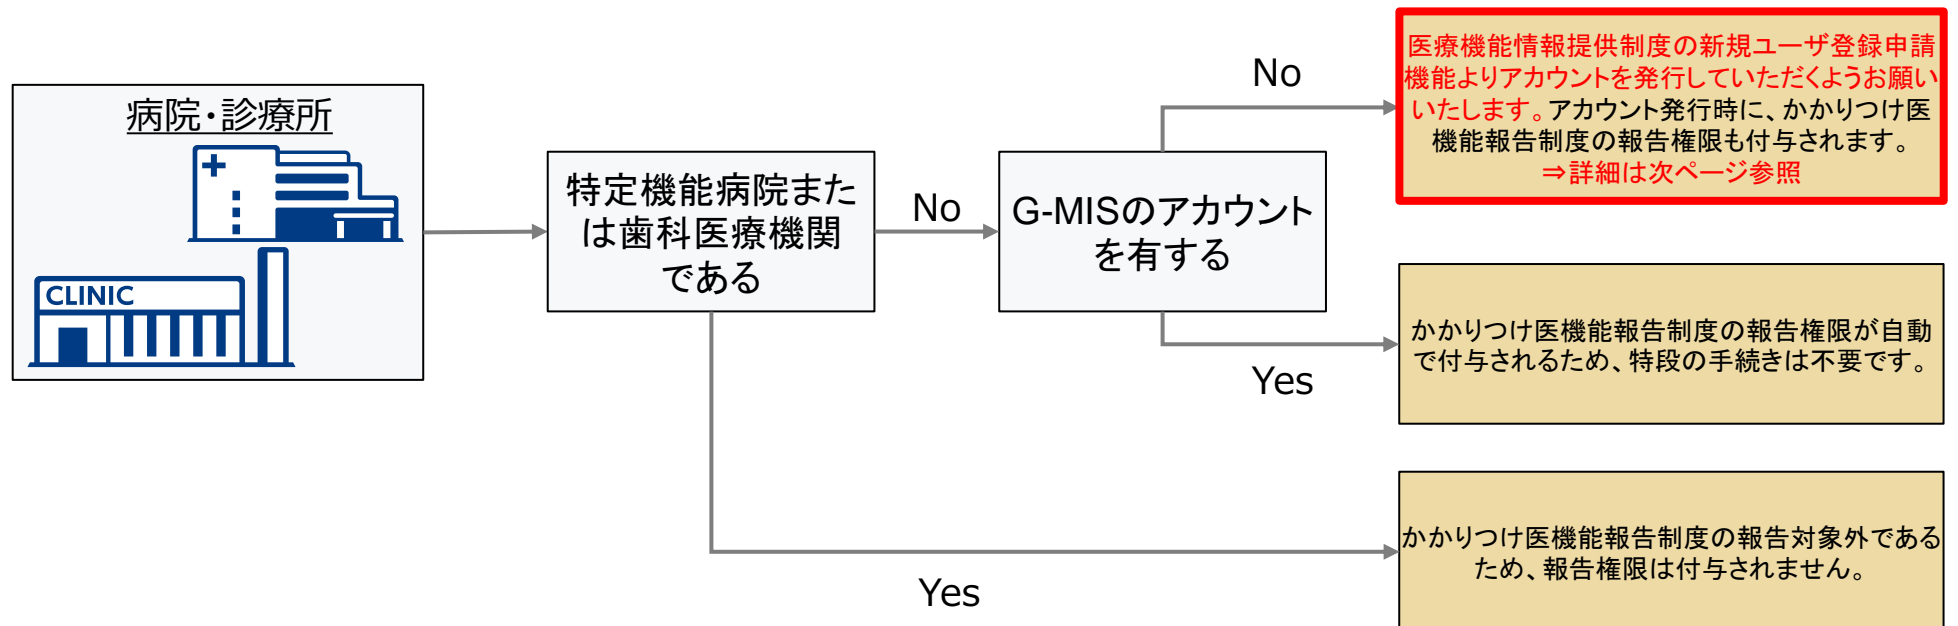 病院・診療所
CLINIC
特定機能病院また
は歯科医療機関
である
No
G-MISのアカウント
を有する
No
医療機能情報提供制度の新規ユーザ登録申請
機能よりアカウントを発行していただくようお願い
いたします。アカウント発行時に、かかりつけ医
機能報告制度の報告権限も付与されます。
⇒詳細は次ページ参照
Yes
かかりつけ医機能報告制度の報告権限が自動
で付与されるため、特段の手続きは不要です。
Yes
かかりつけ医機能報告制度の報告対象外である
ため、報告権限は付与されません。